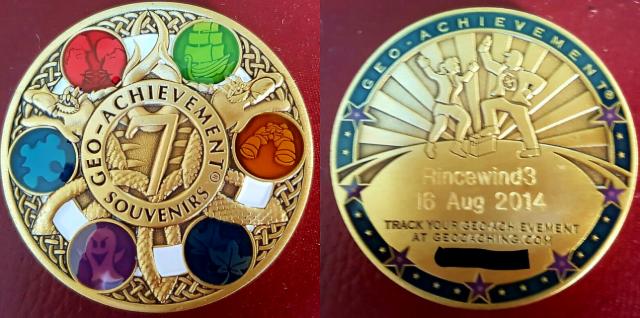 GEO-ACHIEVEMENT®
7
SOUVENIRS
GEO-ACHIEVEMENT®
Rincewind3
16 Aug 2014
TRACK YOUR GEOACHIEVEMENT
AT GEOCACHING.COM